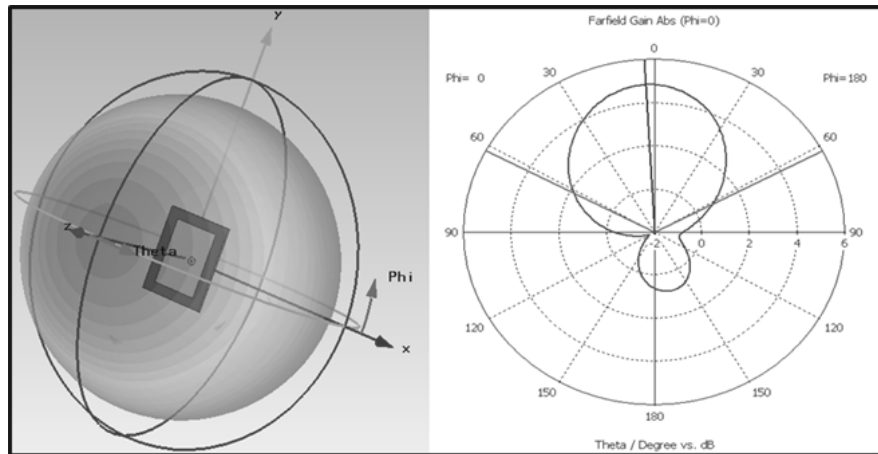 y
z
Theta
Phi
x
Farfield Gain Abs (Phi=0)
0
30 30
Phi= 0 Phi=180
60 60
90 -2 0 2 4 6 90
120 120
150 150
180
Theta / Degree vs. dB